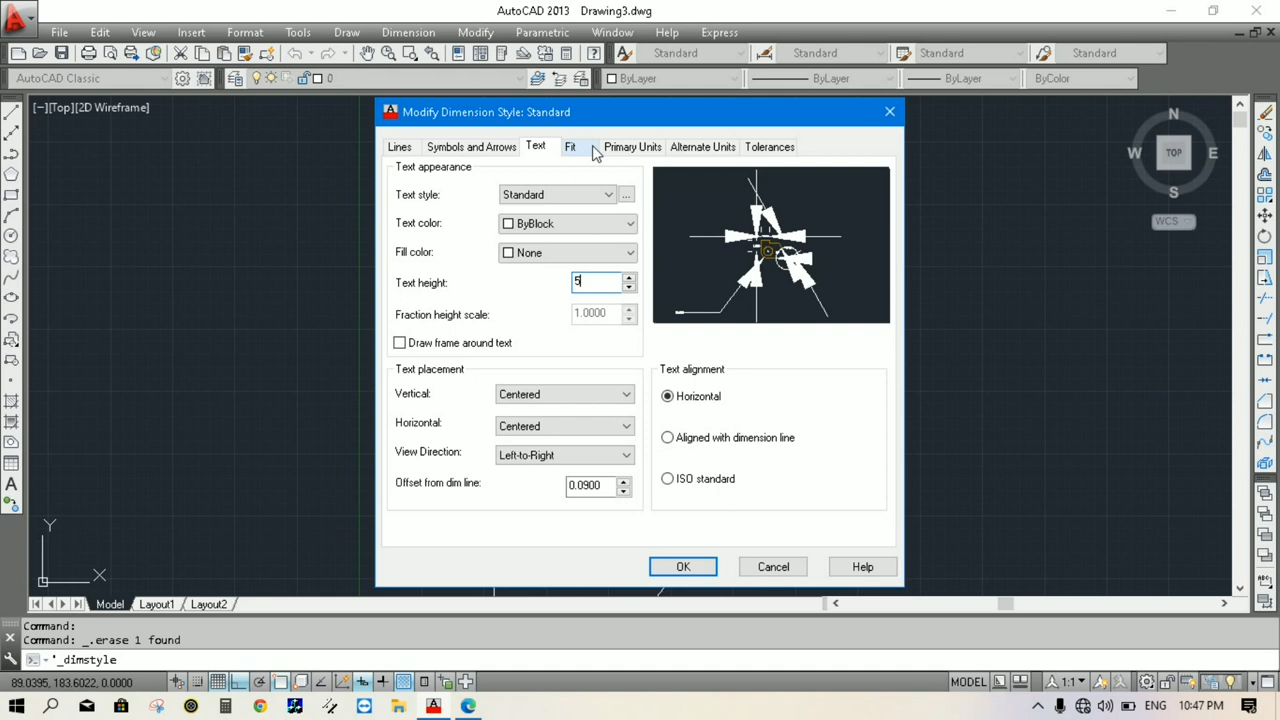 AutoCAD 2013 Drawing3.dwg
File Edit View Insert Format Tools Draw Dimension Modify Parametric Window Help Express
Standard Standard Standard Standard
AutoCAD Classic 0 ByLayer ByLayer ByLayer ByColor
[−][Top][2D Wireframe]
Modify Dimension Style: Standard
Lines Symbols and Arrows Text Fit Primary Units Alternate Units Tolerances
Text appearance
Text style: Standard ...
Text color: ByBlock
Fill color: None
Text height: 5
Fraction height scale: 1.0000
Draw frame around text
Text placement
Vertical: Centered
Horizontal: Centered
View Direction: Left-to-Right
Offset from dim line: 0.0900
Text alignment
Horizontal
Aligned with dimension line
ISO standard
OK Cancel Help
N
W TOP E
S
WCS
Y
X
Model Layout1 Layout2
Command:
Command: _.erase 1 found
'_dimstyle
89.0395, 183.6022, 0.0000 MODEL 1:1
ENG 10:47 PM